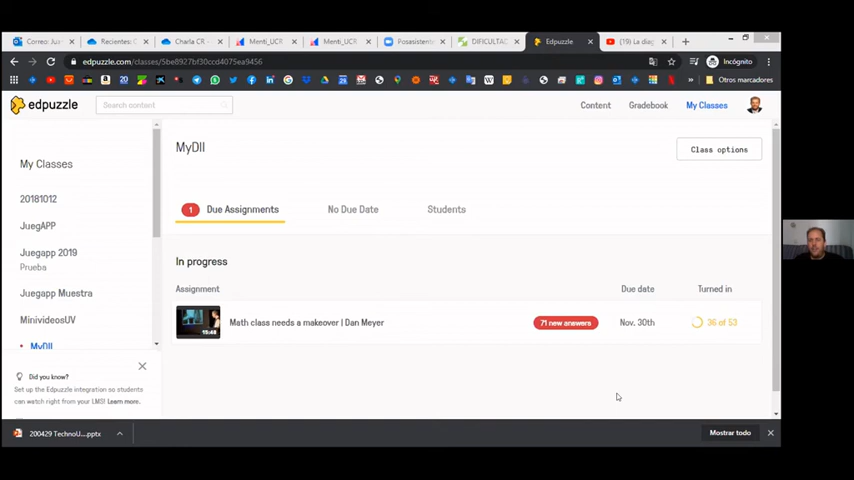 Correo: Jua
Recientes: C
Charla CR -
Menti_UCR
Menti_UCR
Posasistente
DIFICULTAD
Edpuzzle
(19) La diag
edpuzzle.com/classes/5be8927bf30ccd4075ea9456
Incógnito
Otros marcadores
edpuzzle
Search content
Content
Gradebook
My Classes
My Classes
20181012
JuegAPP
Juegapp 2019
Prueba
Juegapp Muestra
MinivideosUV
MyDII
Did you know?
Set up the Edpuzzle integration so students
can watch right from your LMS! Learn more.
MyDII
Class options
1 Due Assignments
No Due Date
Students
In progress
Assignment
Due date
Turned in
15:48
Math class needs a makeover | Dan Meyer
71 new answers
Nov. 30th
36 of 53
200429 TechnoU....pptx
Mostrar todo